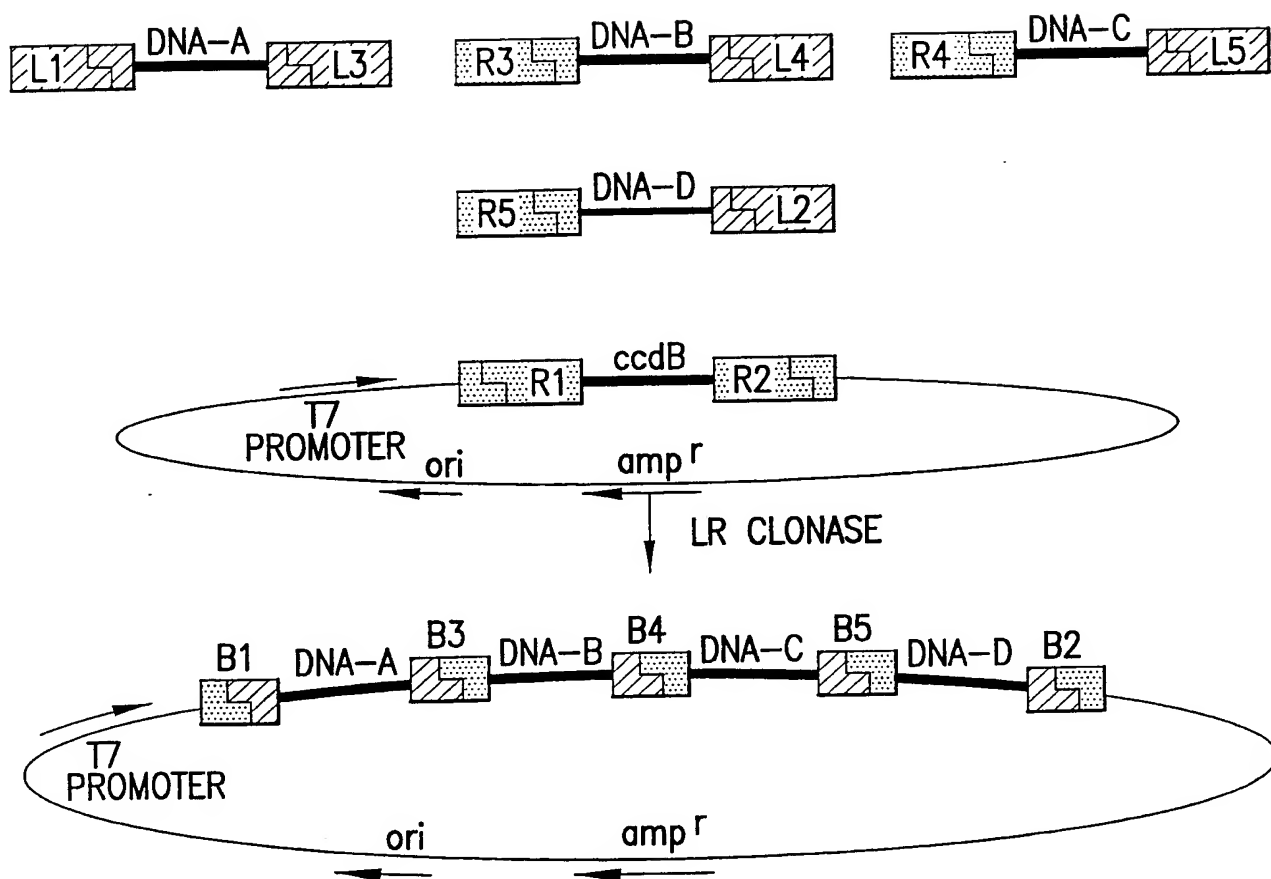 DNA-A
L1 L3
DNA-B
R3 L4
DNA-C
R4 L5
DNA-D
R5 L2
ccdB
R1 R2
T7
PROMOTER
ori
amp r
LR CLONASE
B1
DNA-A
B3
DNA-B
B4
DNA-C
B5
DNA-D
B2
T7
PROMOTER
ori
amp r